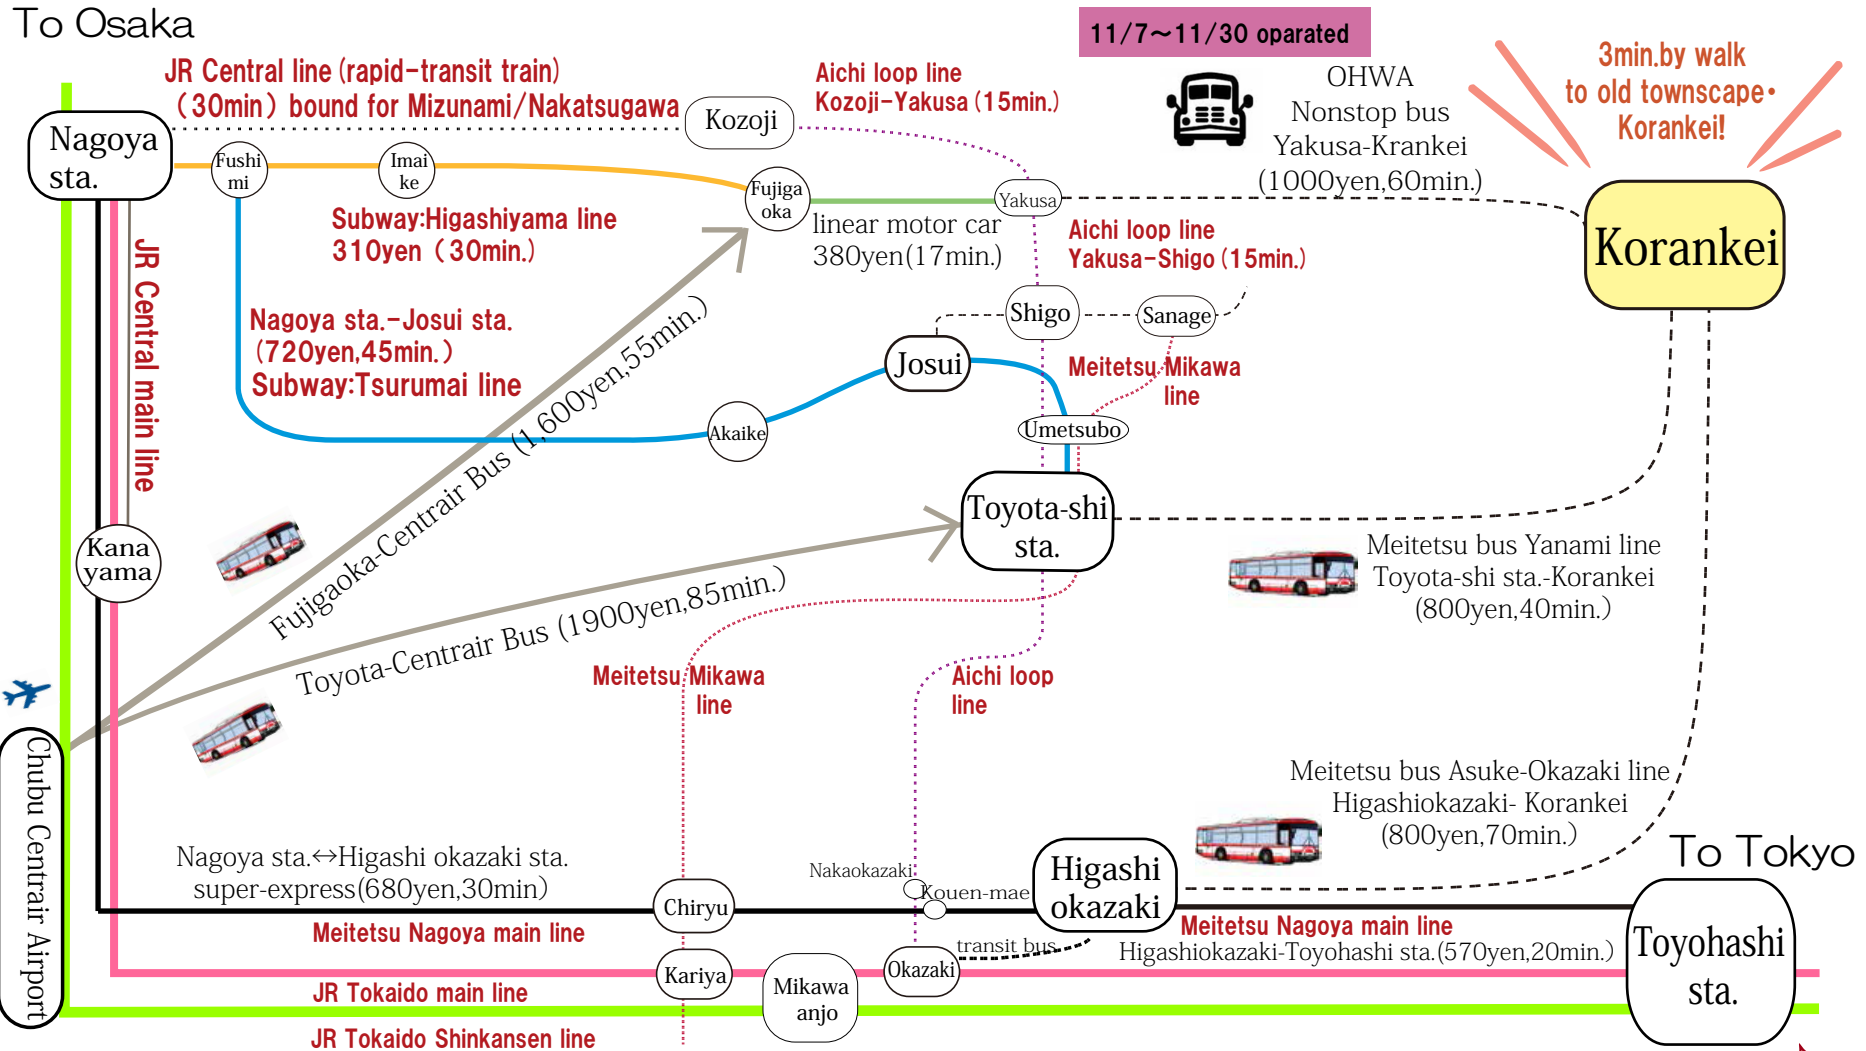 To Osaka
11/7~11/30 oparated
JR Central line (rapid-transit train)
(30min) bound for Mizunami/Nakatsugawa
Aichi loop line
Kozoji-Yakusa (15min.)
OHWA
Nonstop bus
Yakusa-Krankei
(1000yen,60min.)
3min.by walk
to old townscape・
Korankei!
Nagoya
sta.
Kozoji
Fushi
mi
Imai
ke
Fujiga
oka
Yakusa
Korankei
Subway:Higashiyama line
310yen (30min.)
linear motor car
380yen(17min.)
Aichi loop line
Yakusa-Shigo (15min.)
JR Central main line
Nagoya sta.-Josui sta.
(720yen,45min.)
Subway:Tsurumai line
Shigo
Sanage
Josui
Meitetsu Mikawa
line
Akaike
Umetsubo
Fujigaoka-Centrair Bus (1,600yen,55min.)
Toyota-shi
sta.
Kana
yama
Meitetsu bus Yanami line
Toyota-shi sta.-Korankei
(800yen,40min.)
Toyota-Centrair Bus (1900yen,85min.)
Meitetsu Mikawa
line
Aichi loop
line
Chubu Centrair Airport
Meitetsu bus Asuke-Okazaki line
Higashiokazaki- Korankei
(800yen,70min.)
To Tokyo
Nagoya sta.↔Higashi okazaki sta.
super-express(680yen,30min)
Nakaokazaki
Kouen-mae
Higashi
okazaki
Chiryu
Meitetsu Nagoya main line
Meitetsu Nagoya main line
Higashiokazaki-Toyohashi sta.(570yen,20min.)
transit bus
Toyohashi
sta.
Kariya
Okazaki
Mikawa
anjo
JR Tokaido main line
JR Tokaido Shinkansen line